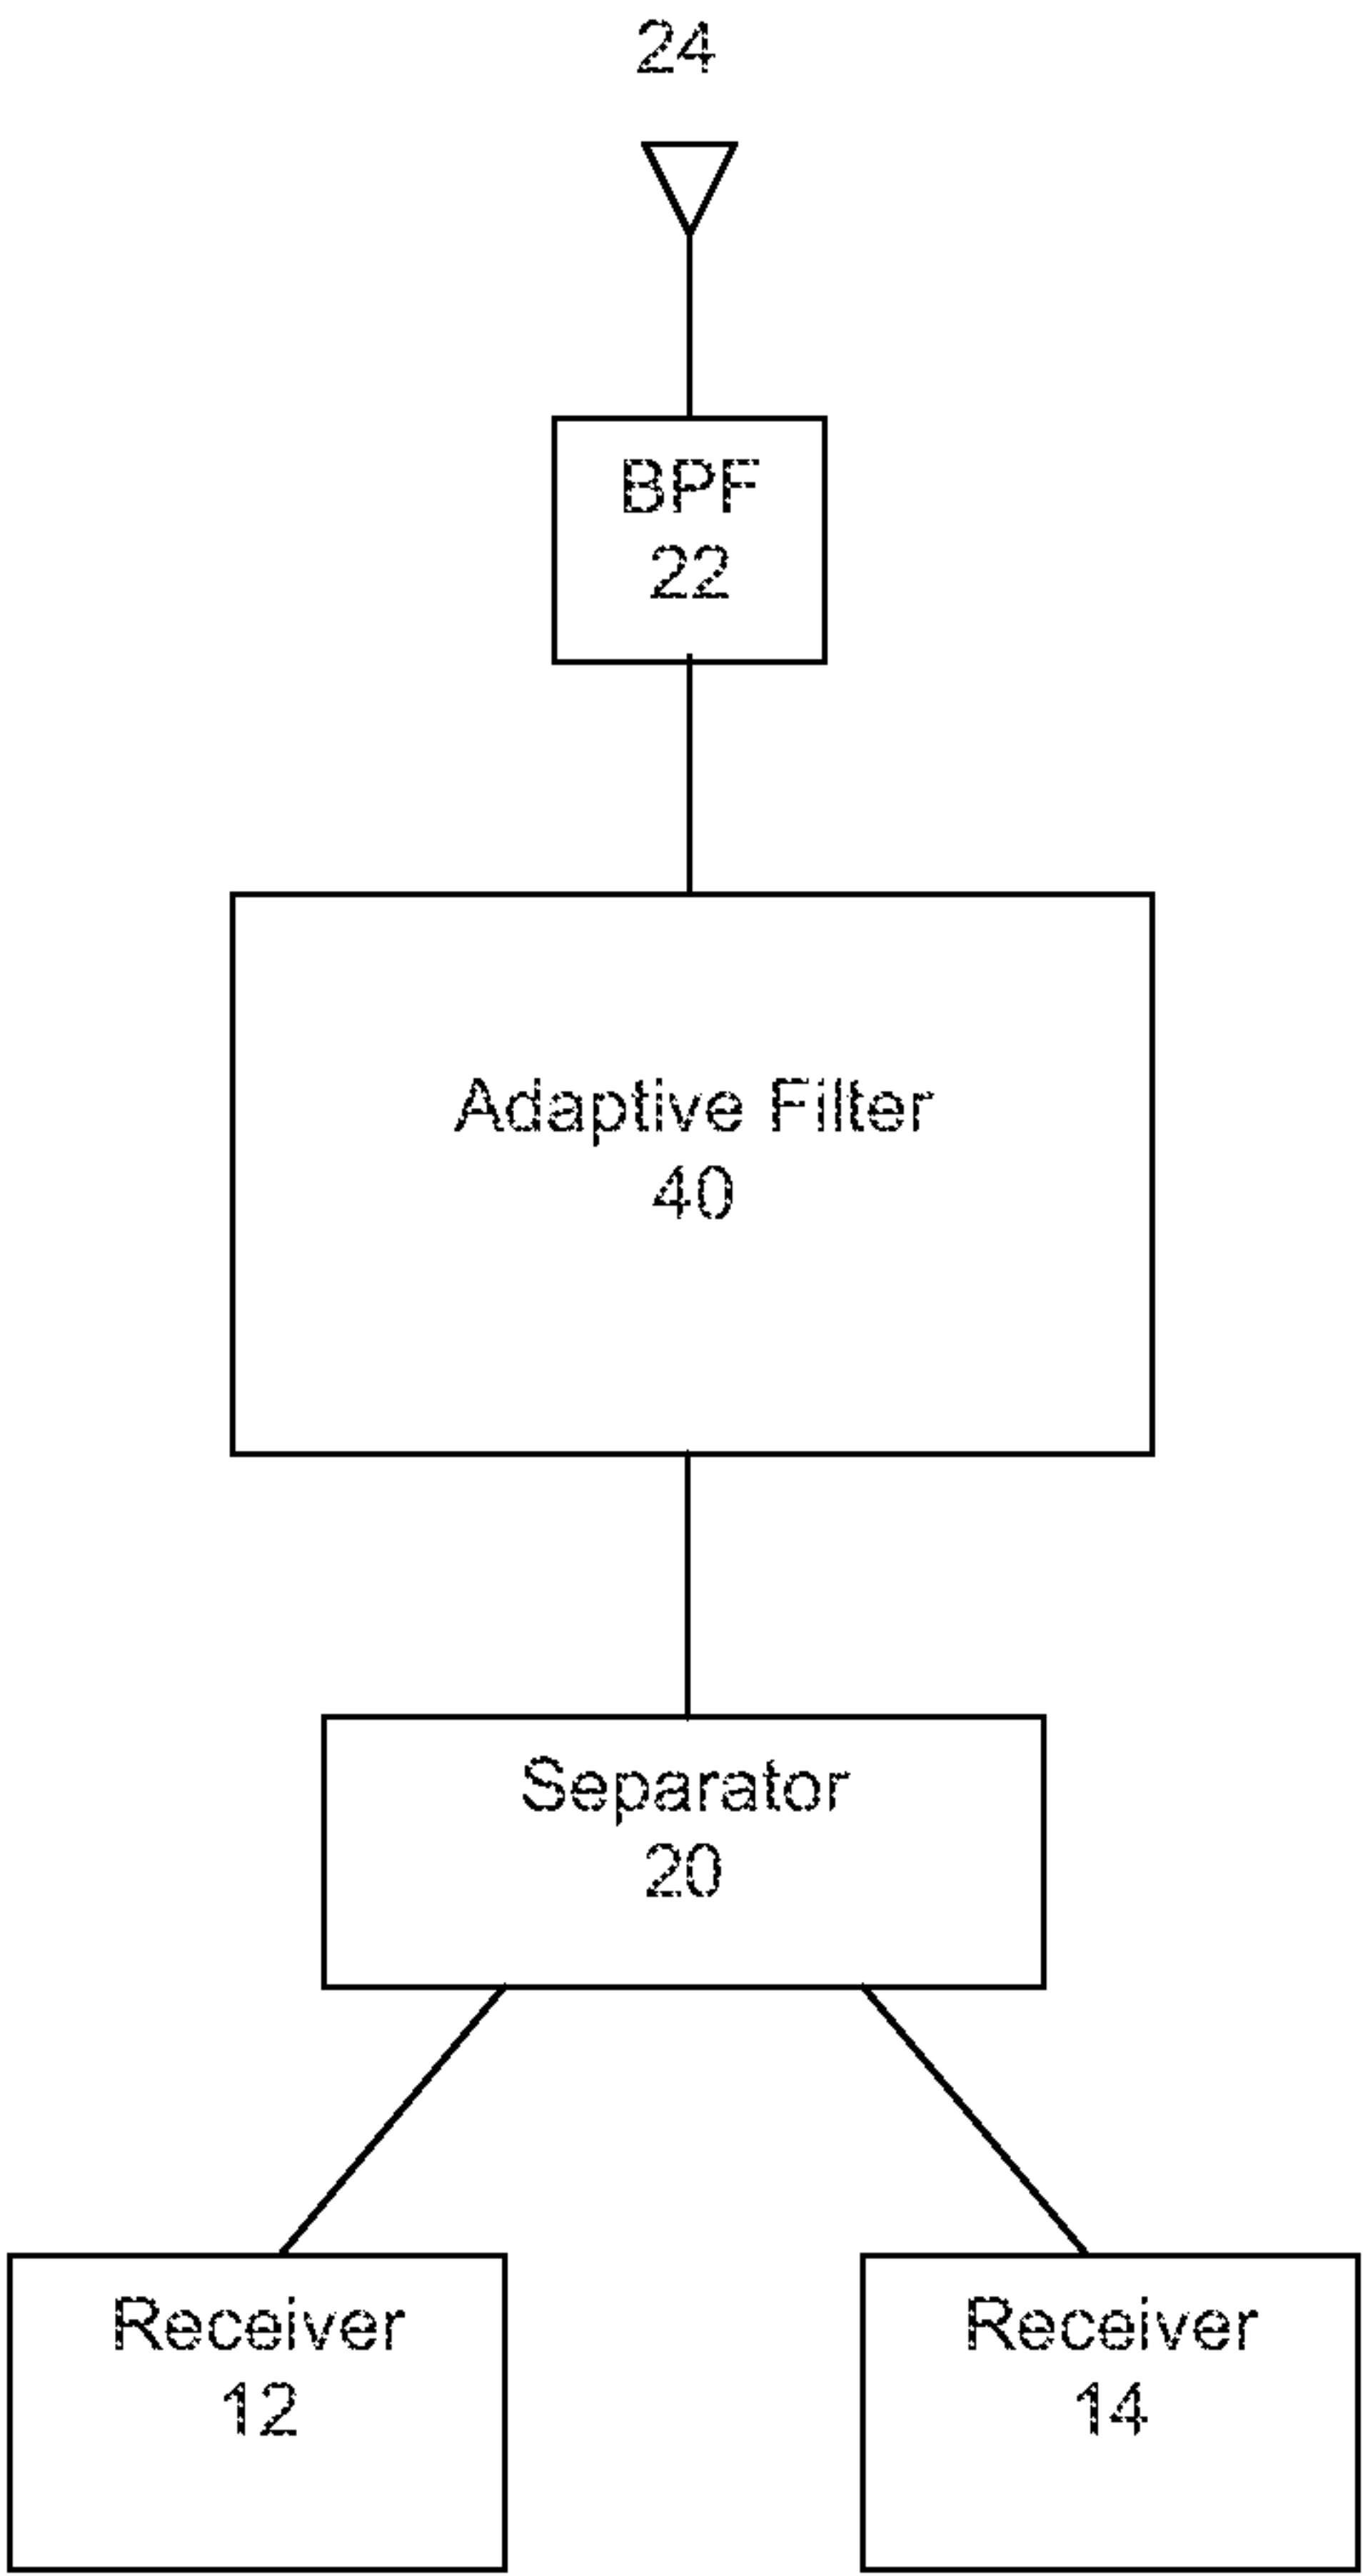 24
BPF
22
Adaptive Filter
40
Separator
20
Receiver
12
Receiver
14